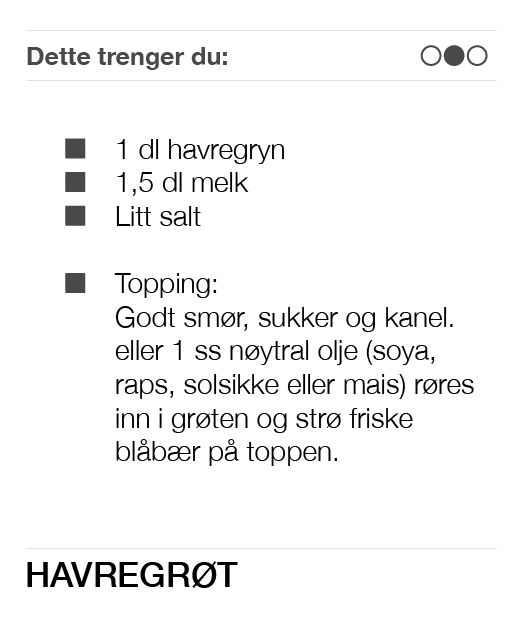 Dette trenger du:
1 dl havregryn
1,5 dl melk
Litt salt
Topping:
Godt smør, sukker og kanel.
eller 1 ss nøytral olje (soya,
raps, solsikke eller mais) røres
inn i grøten og strø friske
blåbær på toppen.
HAVREGRØT